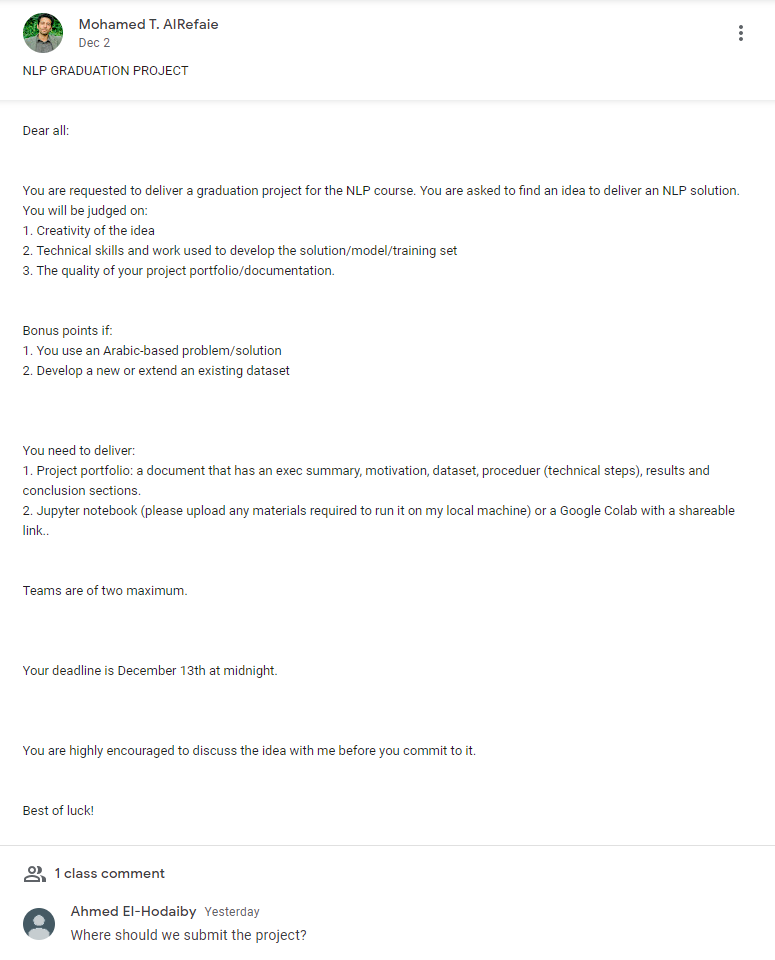 Mohamed T. AlRefaie
Dec 2
NLP GRADUATION PROJECT
Dear all:
You are requested to deliver a graduation project for the NLP course. You are asked to find an idea to deliver an NLP solution.
You will be judged on:
1. Creativity of the idea
2. Technical skills and work used to develop the solution/model/training set
3. The quality of your project portfolio/documentation.
Bonus points if:
1. You use an Arabic-based problem/solution
2. Develop a new or extend an existing dataset
You need to deliver:
1. Project portfolio: a document that has an exec summary, motivation, dataset, proceduer (technical steps), results and
conclusion sections.
2. Jupyter notebook (please upload any materials required to run it on my local machine) or a Google Colab with a shareable
link..
Teams are of two maximum.
Your deadline is December 13th at midnight.
You are highly encouraged to discuss the idea with me before you commit to it.
Best of luck!
1 class comment
Ahmed El-Hodaiby Yesterday
Where should we submit the project?